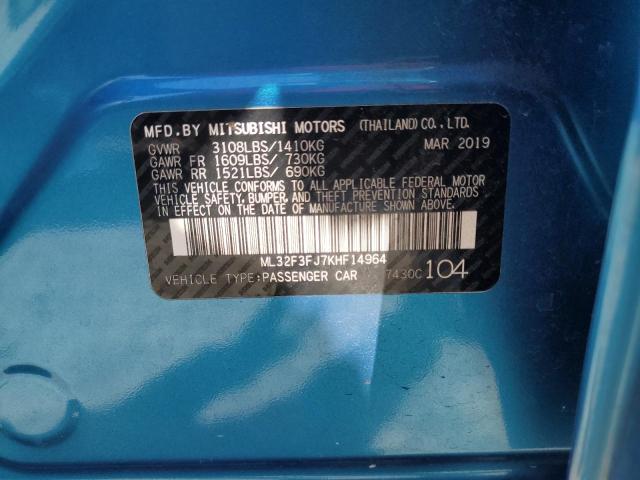 MFD.BY MITSUBISHI MOTORS (THAILAND) CO., LTD.
GVWR 3108LBS/1410KG MAR 2019
GAWR FR 1609LBS/ 730KG
GAWR RR 1521LBS/ 690KG
THIS VEHICLE CONFORMS TO ALL APPLICABLE FEDERAL MOTOR
VEHICLE SAFETY, BUMPER, AND THEFT PREVENTION STANDARDS
IN EFFECT ON THE DATE OF MANUFACTURE SHOWN ABOVE.
ML32F3FJ7KHF14964
VEHICLE TYPE:PASSENGER CAR 7430C 104